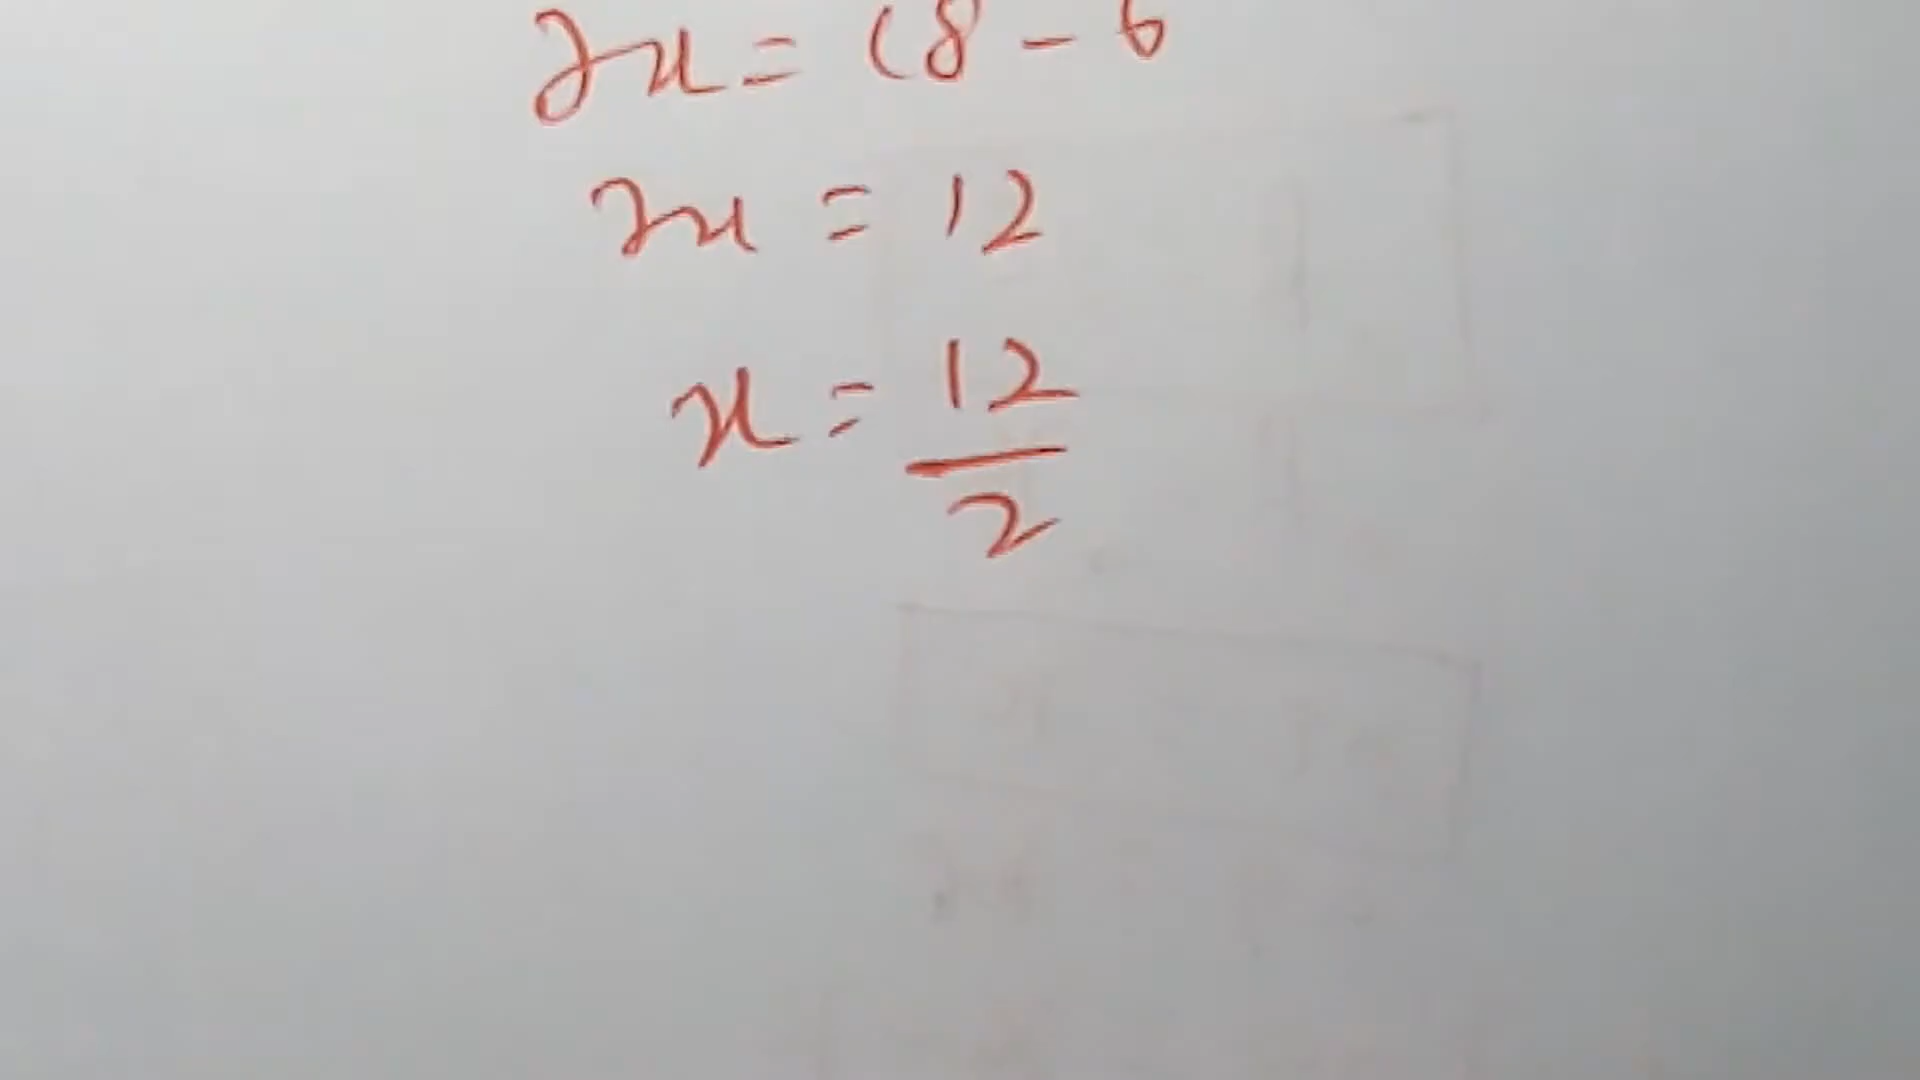 2x = 18 - 6
2x = 12
x = 12/2